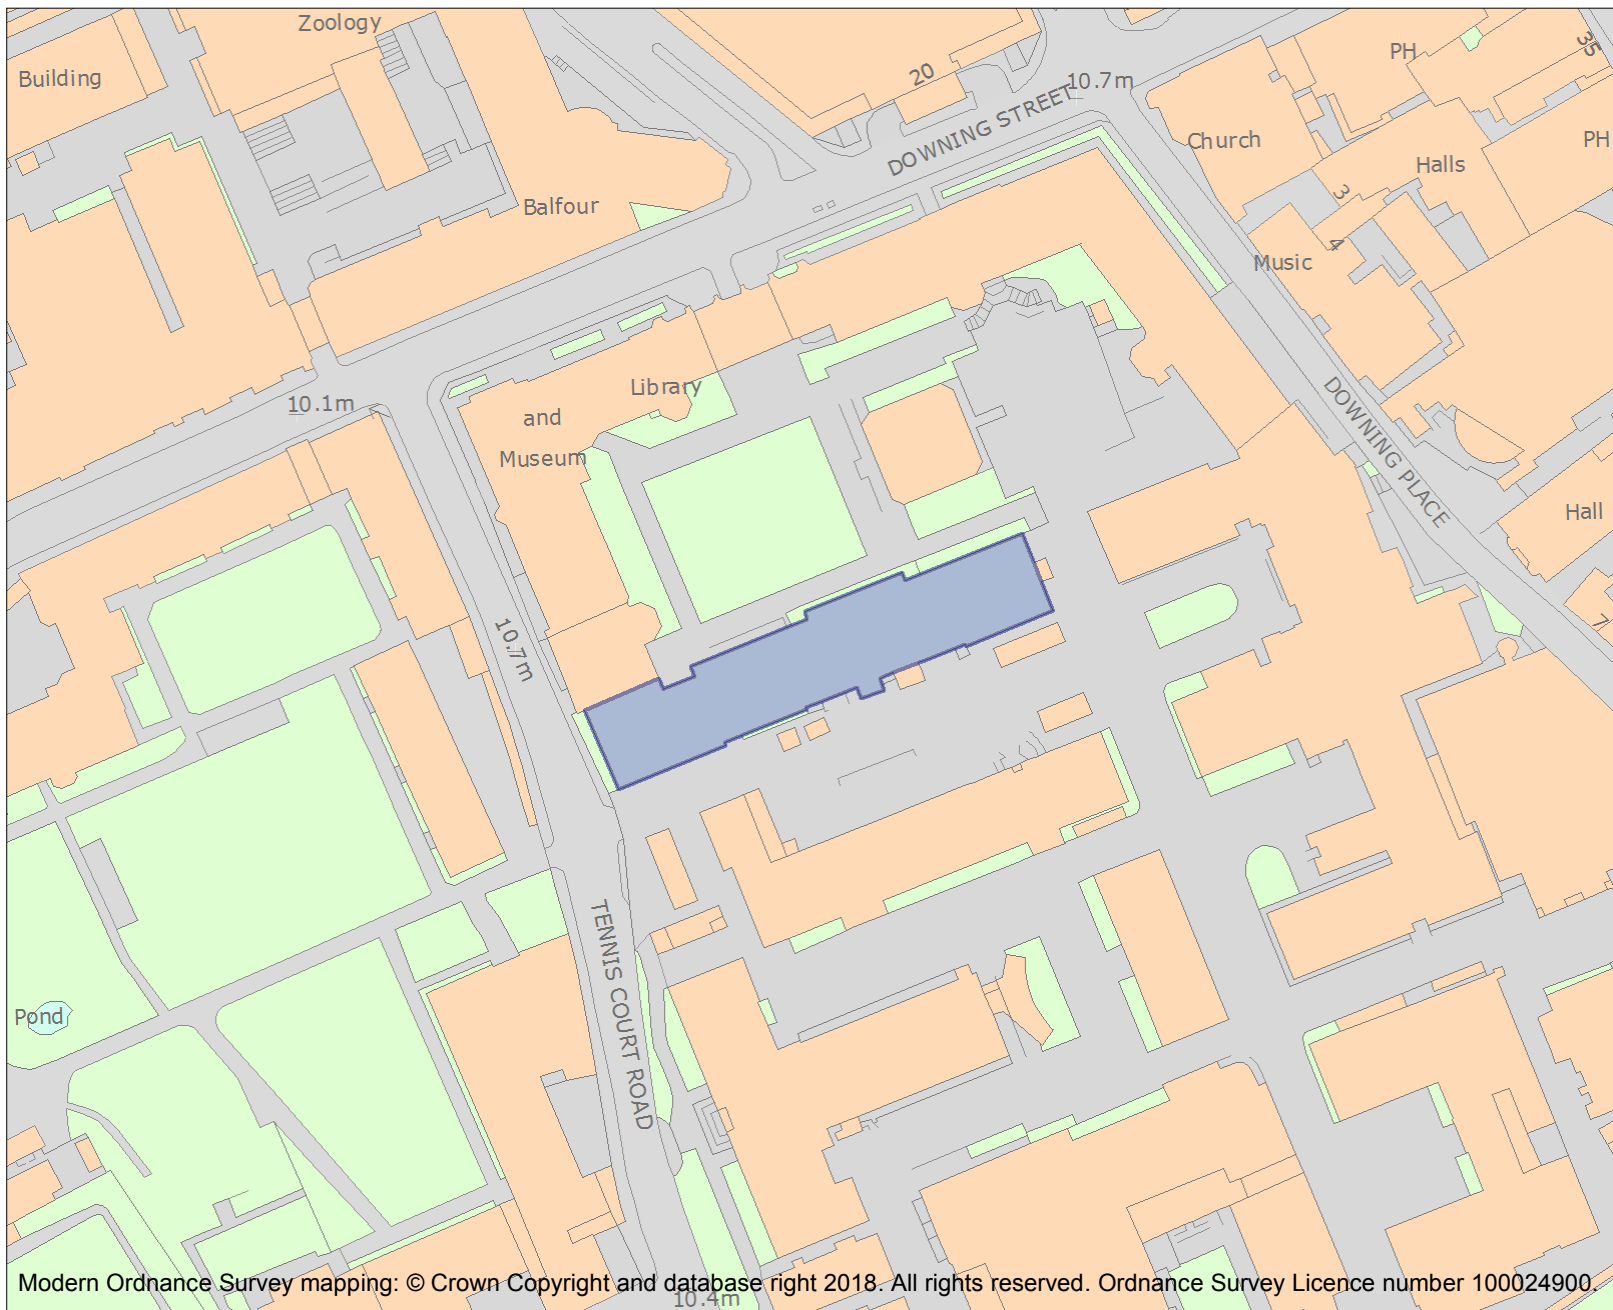 Zoology
Building
20
10.7m
DOWNING STREET
PH
35
Church
Halls
PH
3
4
Balfour
Music
Library
10.1m
and
Museum
DOWNING PLACE
Hall
10.7m
7
TENNIS COURT ROAD
Pond
10.4m
Modern Ordnance Survey mapping: © Crown Copyright and database right 2018. All rights reserved. Ordnance Survey Licence number 100024900.